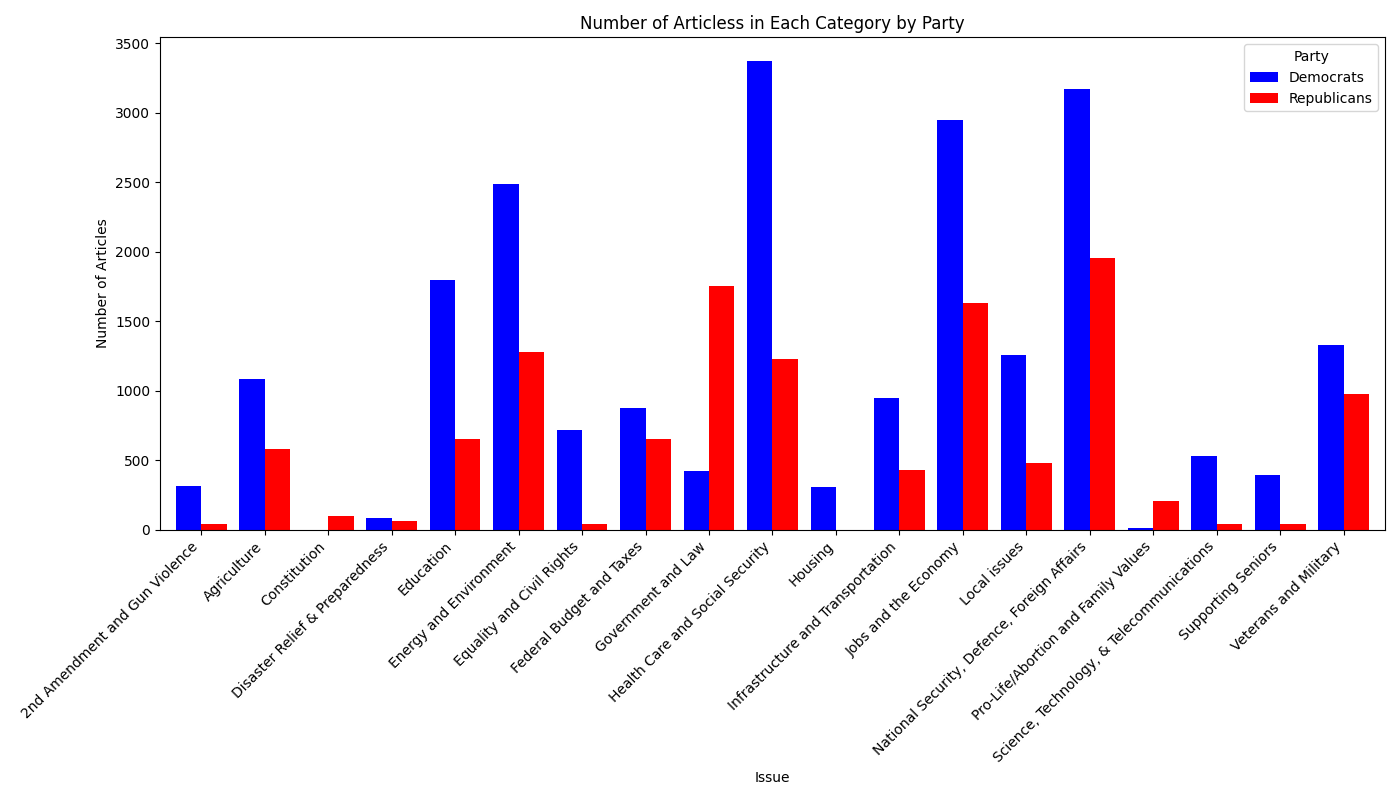 Number of Articless in Each Category by Party
Party
Democrats
Republicans
Number of Articles
3500
3000
2500
2000
1500
1000
500
0
2nd Amendment and Gun Violence
Agriculture
Constitution
Disaster Relief & Preparedness
Education
Energy and Environment
Equality and Civil Rights
Federal Budget and Taxes
Government and Law
Health Care and Social Security
Housing
Infrastructure and Transportation
Jobs and the Economy
Local issues
National Security, Defence, Foreign Affairs
Pro-Life/Abortion and Family Values
Science, Technology, & Telecommunications
Supporting Seniors
Veterans and Military
Issue